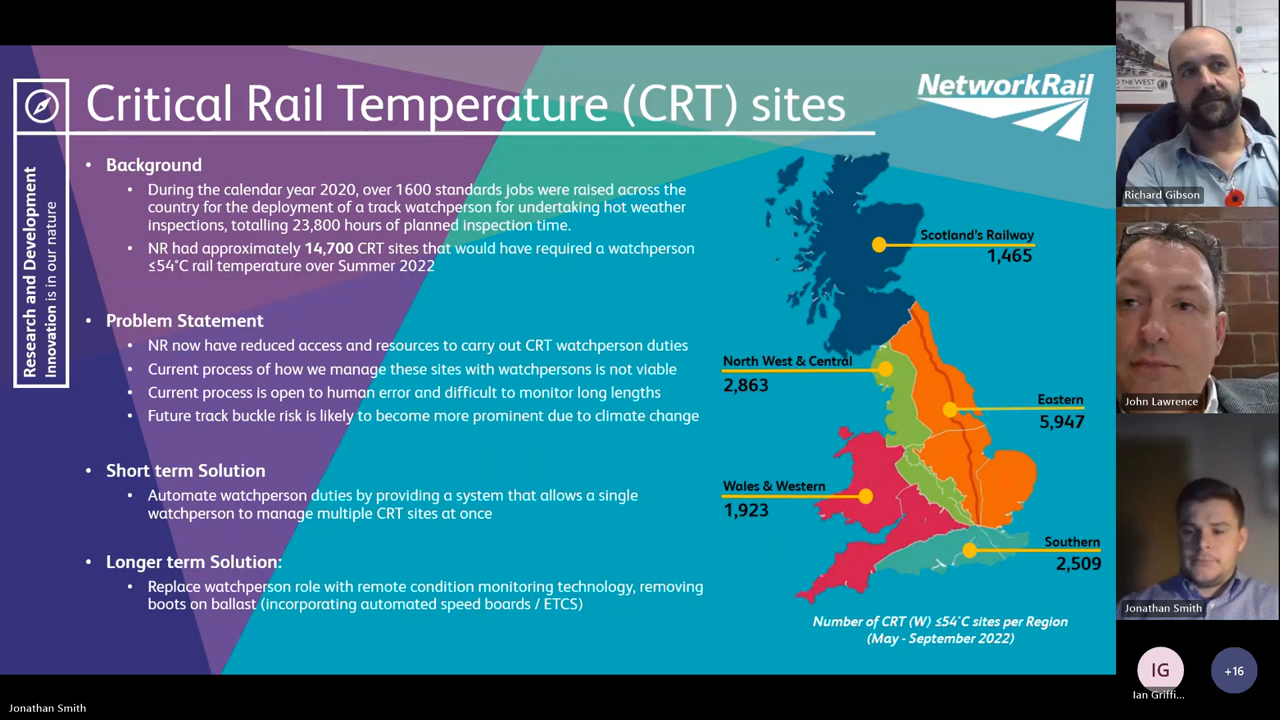 Critical Rail Temperature (CRT) sites
NetworkRail
Research and Development
Innovation is in our nature
• Background
• During the calendar year 2020, over 1600 standards jobs were raised across the
country for the deployment of a track watchperson for undertaking hot weather
inspections, totalling 23,800 hours of planned inspection time.
• NR had approximately 14,700 CRT sites that would have required a watchperson
≤54°C rail temperature over Summer 2022
• Problem Statement
• NR now have reduced access and resources to carry out CRT watchperson duties
• Current process of how we manage these sites with watchpersons is not viable
• Current process is open to human error and difficult to monitor long lengths
• Future track buckle risk is likely to become more prominent due to climate change
• Short term Solution
• Automate watchperson duties by providing a system that allows a single
watchperson to manage multiple CRT sites at once
• Longer term Solution:
• Replace watchperson role with remote condition monitoring technology, removing
boots on ballast (incorporating automated speed boards / ETCS)
Scotland's Railway
1,465
North West & Central
2,863
Eastern
5,947
Wales & Western
1,923
Southern
2,509
Number of CRT (W) ≤54°C sites per Region
(May - September 2022)
THE WEST
Richard Gibson
John Lawrence
Jonathan Smith
IG
Ian Griffi...
+16
Jonathan Smith